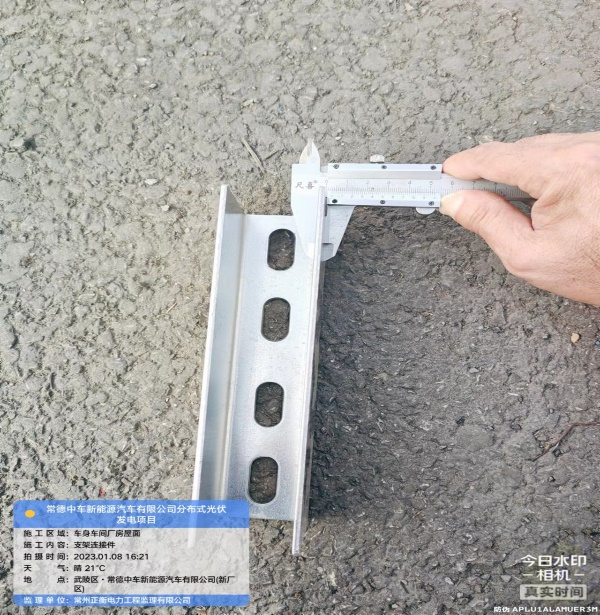 常德中车新能源汽车有限公司分布式光伏
发电项目
施工区域：车身车间厂房屋面
施工内容：支架连接件
拍摄时间：2023.01.08 16:21
天　　气：晴 21℃
地　　点：武陵区·常德中车新能源汽车有限公司(新厂
区)
监理单位：常州正衡电力工程监理有限公司
今日水印
相机
真实时间
防伪 APLU1ALAMUER3M